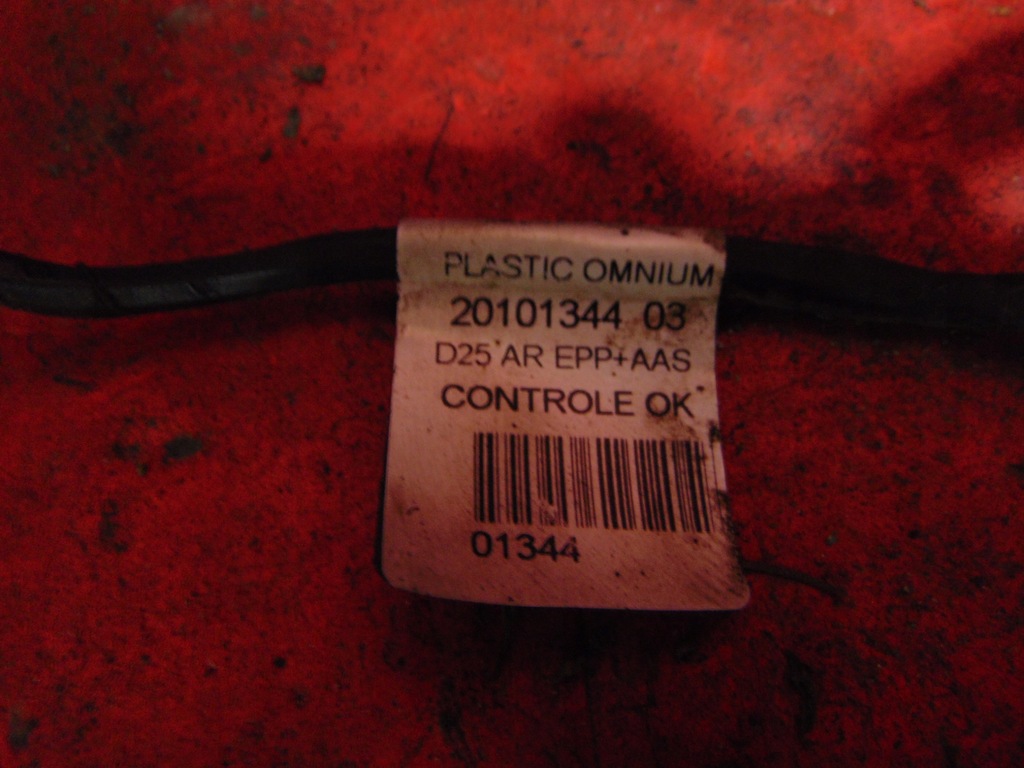 PLASTIC OMNIUM
20101344 03
D25 AR EPP+AAS
CONTROLE OK
01344